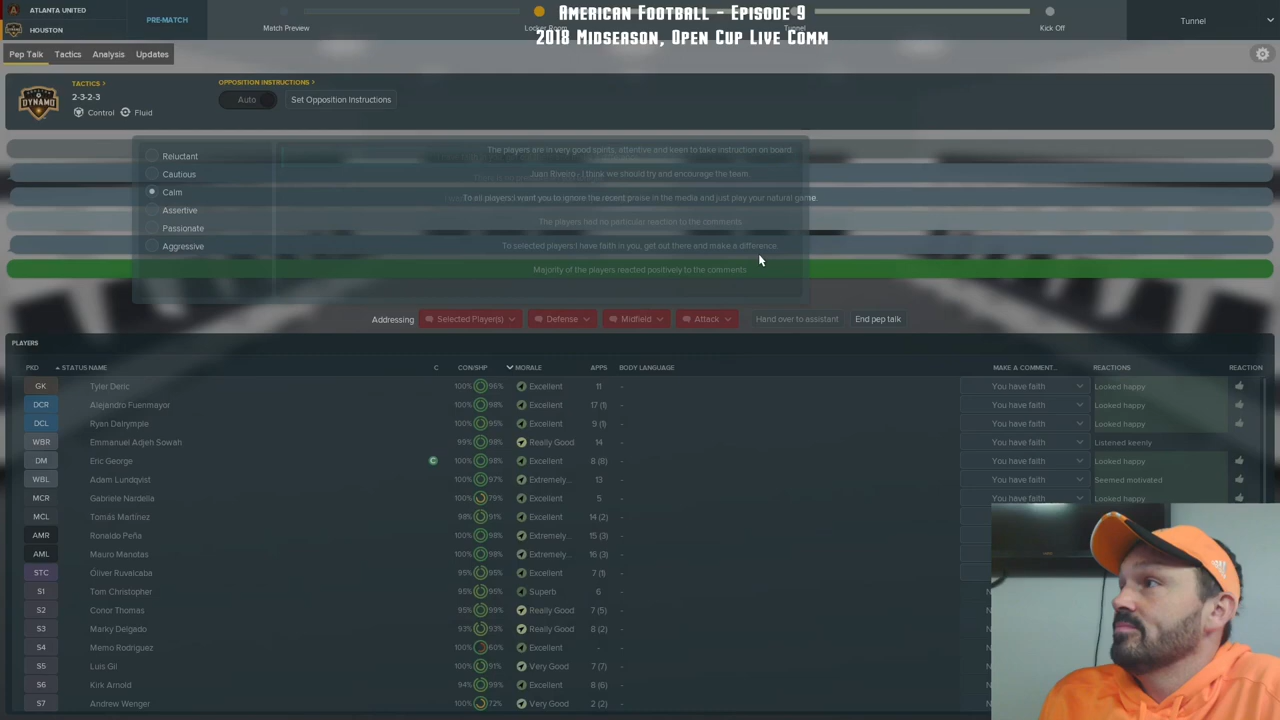 ATLANTA UNITED
HOUSTON
PRE-MATCH
Match Preview
Kick Off
Tunnel
AMERICAN FOOTBALL - EPISODE 9
2018 MIDSEASON, OPEN CUP LIVE COMM
Pep Talk Tactics Analysis Updates
DYNAMO
TACTICS >
2-3-2-3
Control Fluid
OPPOSITION INSTRUCTIONS >
Auto Set Opposition Instructions
Reluctant
Cautious
Calm
Assertive
Passionate
Aggressive
The players are in very good spirits, attentive and keen to take instruction on board.
I think we should try and encourage the team.
To all players: I want you to ignore the recent praise in the media and just play your natural game.
The players had no particular reaction to the comments
To selected players: I have faith in you, get out there and make a difference.
Majority of the players reacted positively to the comments
Addressing Selected Player(s) Defense Midfield Attack Hand over to assistant End pep talk
PLAYERS
PKD STATUS NAME C CON/SHP MORALE APPS BODY LANGUAGE MAKE A COMMENT... REACTIONS REACTION
GK Tyler Deric 100% 96% Excellent 11 - You have faith Looked happy
DCR Alejandro Fuenmayor 100% 98% Excellent 17 (1) - You have faith Looked happy
DCL Ryan Dalrymple 100% 95% Excellent 9 (1) - You have faith Looked happy
WBR Emmanuel Adjeh Sowah 99% 98% Really Good 14 - You have faith Listened keenly
DM Eric George C 100% 98% Excellent 8 (8) - You have faith Looked happy
WBL Adam Lundqvist 100% 97% Extremely... 13 - You have faith Seemed motivated
MCR Gabriele Nardella 100% 79% Excellent 5 - You have faith Looked happy
MCL Tomás Martínez 98% 91% Excellent 14 (2) -
AMR Ronaldo Peña 100% 98% Extremely... 15 (3) -
AML Mauro Manotas 100% 98% Extremely... 16 (3) -
STC Óliver Ruvalcaba 95% 95% Excellent 7 (1) -
S1 Tom Christopher 95% 95% Superb 6 - N
S2 Conor Thomas 95% 99% Really Good 7 (5) - N
S3 Marky Delgado 93% 93% Really Good 8 (2) - N
S4 Memo Rodriguez 100% 60% Excellent - - N
S5 Luis Gil 100% 91% Very Good 7 (7) - N
S6 Kirk Arnold 94% 99% Excellent 8 (6) - N
S7 Andrew Wenger 100% 72% Very Good 2 (2) - N